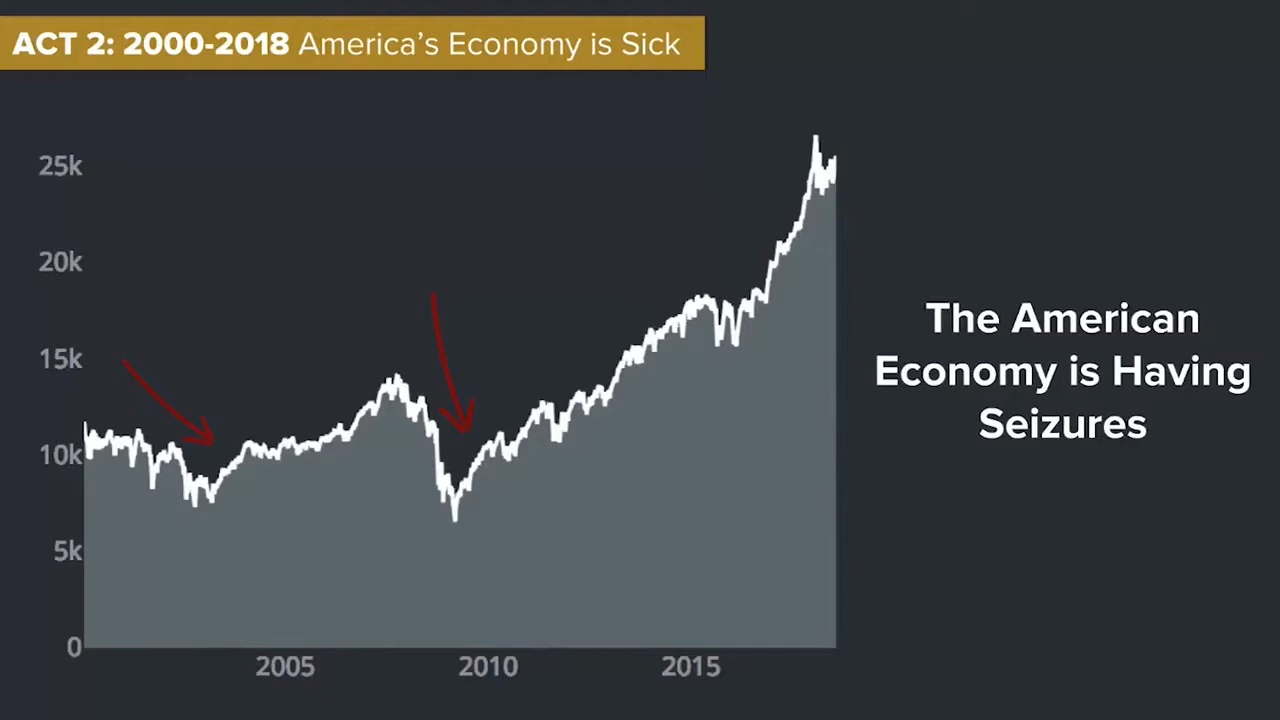 ACT 2: 2000-2018 America's Economy is Sick
25k
20k
15k
10k
5k
0
2005 2010 2015
The American
Economy is Having
Seizures